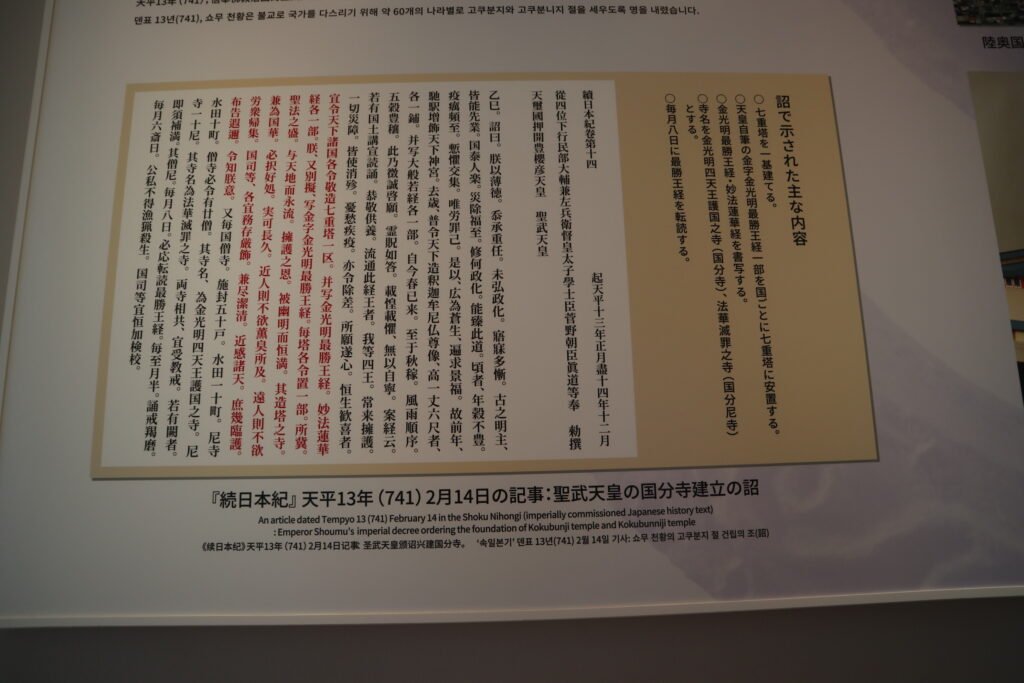 덴표 13년(741), 쇼무 천황은 불교로 국가를 다스리기 위해 약 60개의 나라별로 고쿠분지와 고쿠분니지 절을 세우도록 명을 내렸습니다.
陸奥国
詔で示された主な内容
○七重塔を一基建てる。
○天皇自筆の金字金光明最勝王経一部を国ごとに七重塔に安置する。
○金光明最勝王経・妙法蓮華経を書写する。
○寺名を金光明四天王護国之寺(国分寺)、法華滅罪之寺(国分尼寺)
とする。
○毎月八日に最勝王経を転読する。
續日本紀卷第十四
起天平十三年正月盡十四年十二月
從四位下行民部大輔兼左兵衛督皇太子學士臣菅野朝臣眞道等奉 勅撰
天璽國押開豊櫻彦天皇 聖武天皇
乙巳。詔曰。朕以薄徳。忝承重任。未弘政化。寤寐多慚。古之明主、
皆能先業。国泰人楽。災除福至。修何政化。能臻此道。頃者、年穀不豊。
疫癘頻至。慙懼交集。唯労罪己。是以、広為蒼生、遍求景福。故前年、
馳駅増飾天下神宮。去歳、普令天下造釈迦牟尼仏尊像、高一丈六尺者、
各一鋪。并写大般若経各一部。自今春已来。至于秋稼。風雨順序。
五穀豊穣。此乃徴誠啓願。霊貺如答。載惶載懼、無以自寧。案経云。
若有国土講宣読誦。恭敬供養。流通此経王者。我等四王。常来擁護。
一切災障。皆使消殄。憂愁疾疫。亦令除差。所願遂心。恒生歓喜者。
宜令天下諸国各令敬造七重塔一区。并写金光明最勝王経。妙法蓮華
経各一部。朕、又別擬、写金字金光明最勝王経。毎塔各令置一部。所冀。
聖法之盛。与天地而永流。擁護之恩。被幽明而恒満。其造塔之寺。
兼為国華。必択好処。実可長久。近人則不欲薫臭所及。遠人則不欲
労衆帰集。国司等、各宜務存厳飾。兼尽潔清。近感諸天。庶幾臨護。
布告遐邇。令知朕意。又毎国僧寺。施封五十戸。水田一十町。尼寺
水田十町。僧寺必令有廿僧。其寺名、為金光明四天王護国之寺。尼
寺一十尼。其寺名為法華滅罪之寺。両寺相共、宜受教戒。若有闕者。
即須補満。其僧尼。毎月八日。必応転読最勝王経。毎至月半。誦戒羯磨。
毎月六斎日。公私不得漁猟殺生。国司等宜恒加検校。
『続日本紀』天平13年(741)2月14日の記事:聖武天皇の国分寺建立の詔
An article dated Tempyo 13 (741) February 14 in the Shoku Nihongi (imperially commissioned Japanese history text)
: Emperor Shoumu's imperial decree ordering the foundation of Kokubunji temple and Kokubunniji temple
《续日本纪》天平13年(741) 2月14日记事: 圣武天皇颁诏兴建国分寺。 '속일본기' 덴표 13년(741) 2월 14일 기사: 쇼무 천황의 고쿠분지 절 건립의 조(詔)